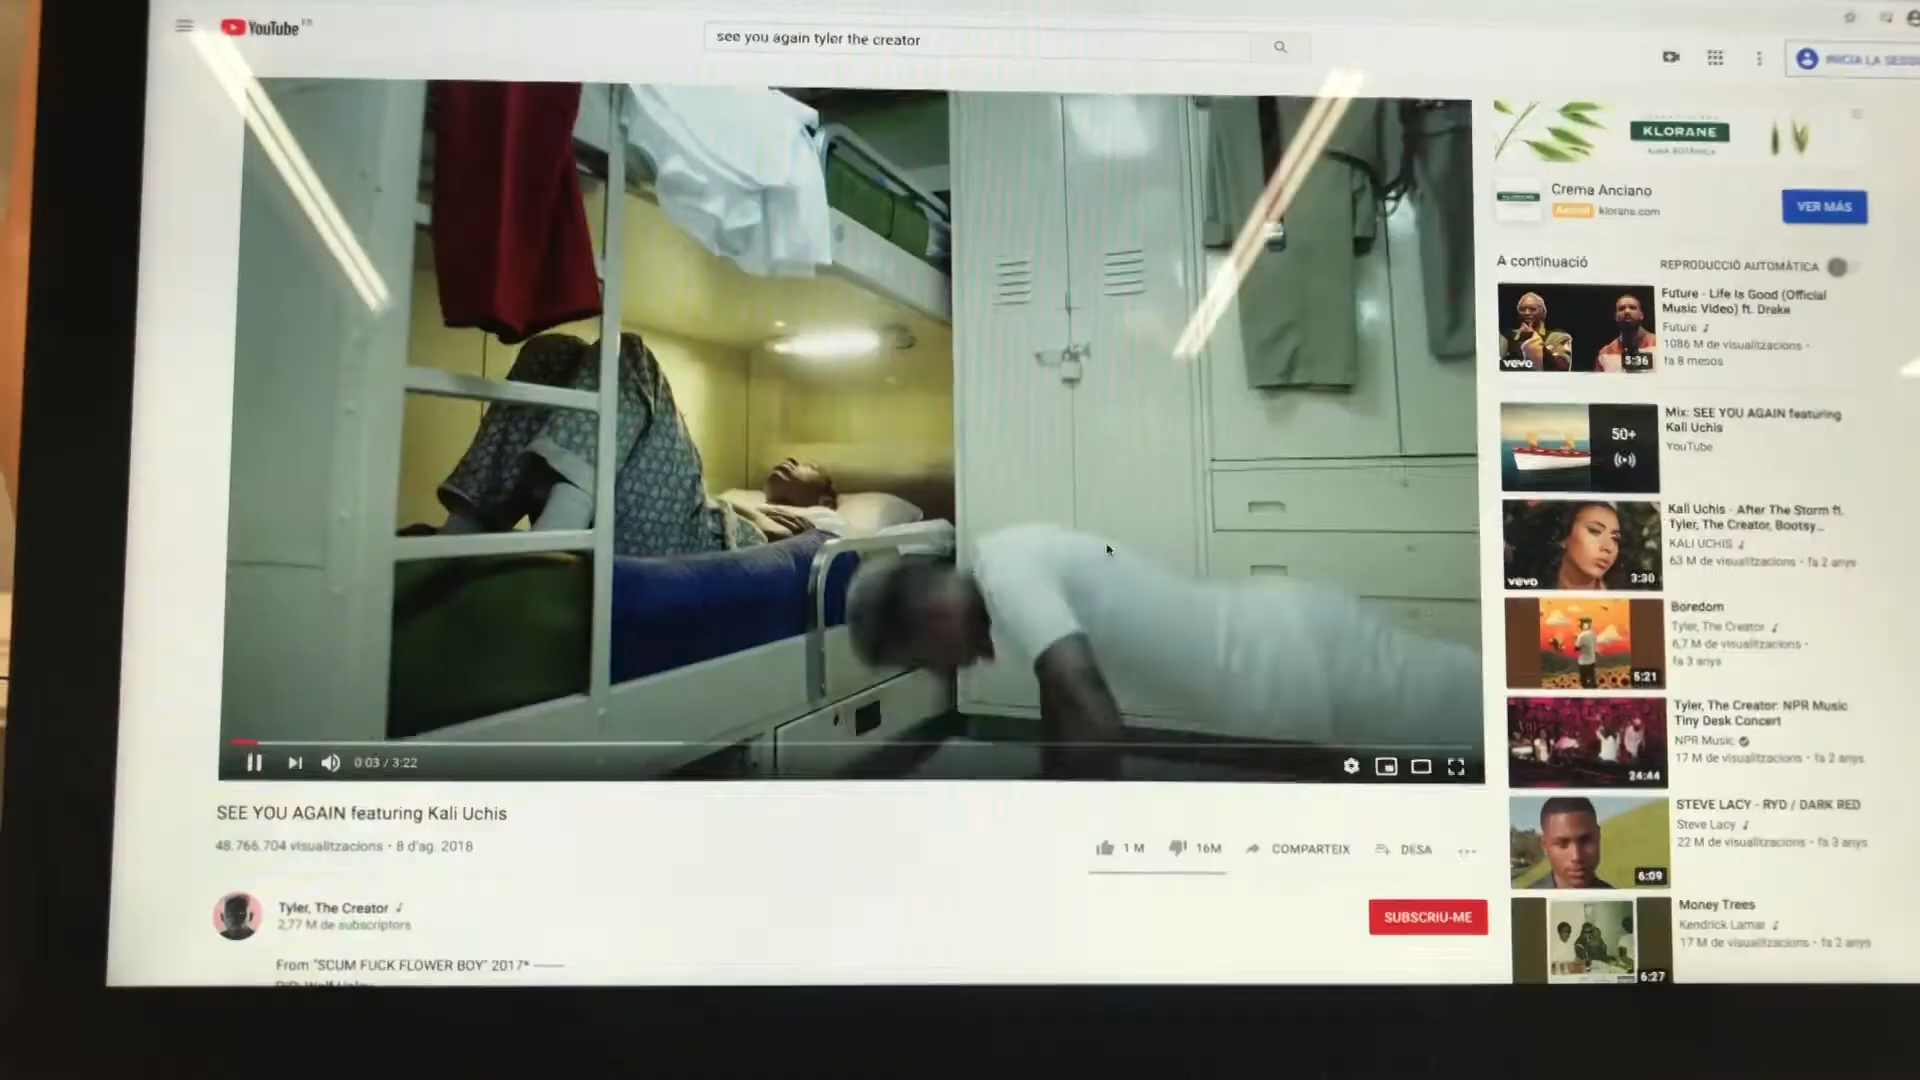 YouTube
see you again tyler the creator
INICIA LA
KLORANE
Crema Anciano
klorane.com
VER MÁS
A continuació
REPRODUCCIÓ AUTOMÀTICA
Future - Life Is Good (Official
Music Video) ft. Drake
Future
1086 M de visualitzacions •
fa 8 mesos
vevo
5:36
Mix: SEE YOU AGAIN featuring
Kali Uchis
YouTube
50+
Kali Uchis - After The Storm ft.
Tyler, The Creator, Bootsy...
KALI UCHIS
63 M de visualitzacions • fa 2 anys
vevo
3:30
Boredom
Tyler, The Creator
6,7 M de visualitzacions •
fa 3 anys
5:21
Tyler, The Creator: NPR Music
Tiny Desk Concert
NPR Music
17 M de visualitzacions • fa 2 anys
24:44
STEVE LACY - RYD / DARK RED
Steve Lacy
22 M de visualitzacions • fa 3 anys
6:09
Money Trees
Kendrick Lamar
17 M de visualitzacions • fa 2 anys
6:27
0:03 / 3:22
SEE YOU AGAIN featuring Kali Uchis
48.766.704 visualitzacions • 8 d'ag. 2018
1 M
16M
COMPARTEIX
DESA
Tyler, The Creator
2,77 M de subscriptors
SUBSCRIU-ME
From "SCUM FUCK FLOWER BOY" 2017*